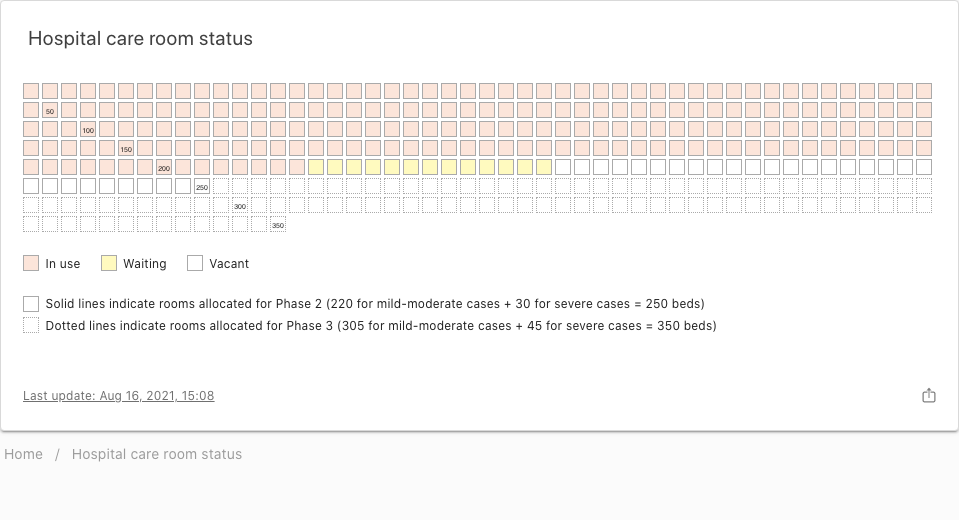 Hospital care room status
50
100
150
200
250
300
350
In use Waiting Vacant
Solid lines indicate rooms allocated for Phase 2 (220 for mild-moderate cases + 30 for severe cases = 250 beds)
Dotted lines indicate rooms allocated for Phase 3 (305 for mild-moderate cases + 45 for severe cases = 350 beds)
Last update: Aug 16, 2021, 15:08
Home / Hospital care room status